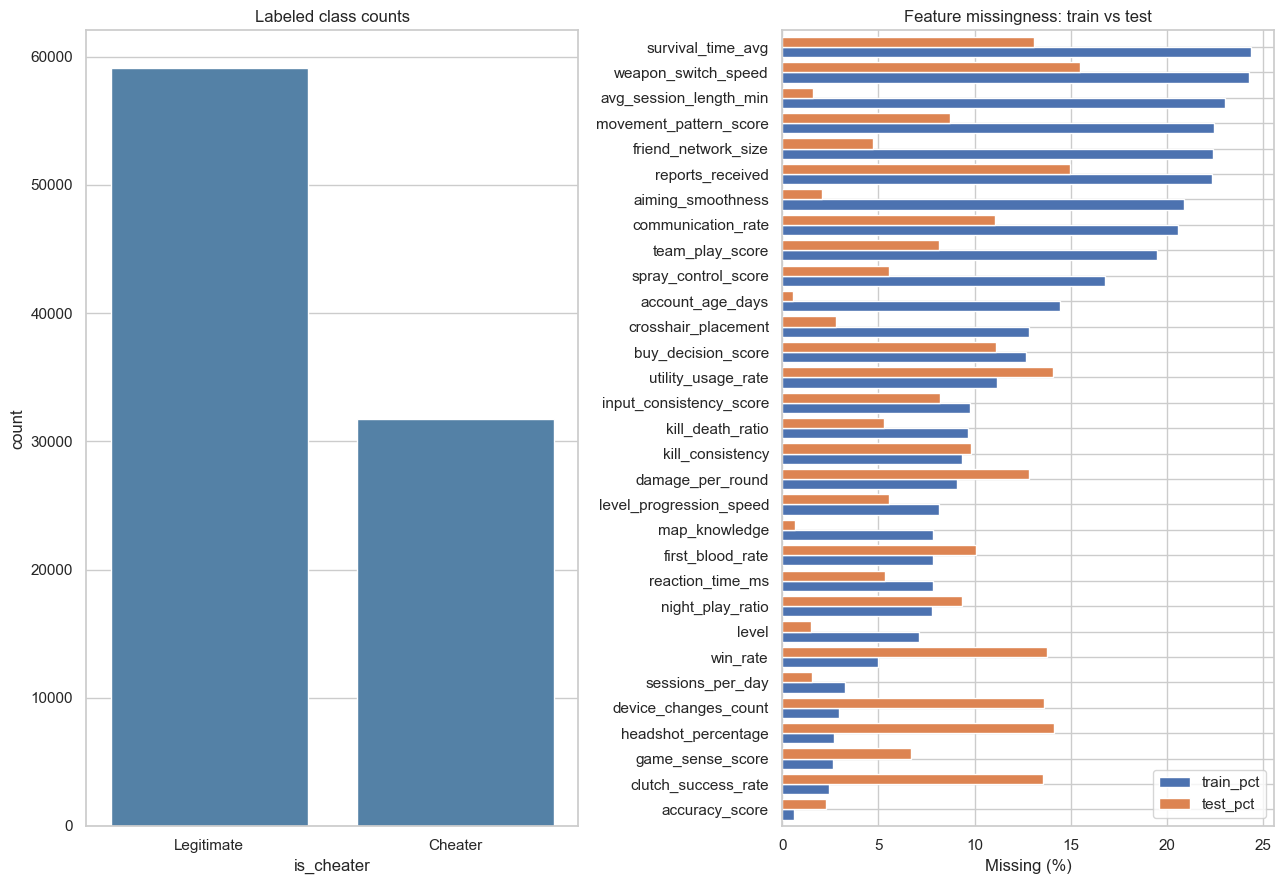 Labeled class counts
60000
50000
40000
30000
20000
10000
0
count
Legitimate
Cheater
is_cheater
Feature missingness: train vs test
survival_time_avg
weapon_switch_speed
avg_session_length_min
movement_pattern_score
friend_network_size
reports_received
aiming_smoothness
communication_rate
team_play_score
spray_control_score
account_age_days
crosshair_placement
buy_decision_score
utility_usage_rate
input_consistency_score
kill_death_ratio
kill_consistency
damage_per_round
level_progression_speed
map_knowledge
first_blood_rate
reaction_time_ms
night_play_ratio
level
win_rate
sessions_per_day
device_changes_count
headshot_percentage
game_sense_score
clutch_success_rate
accuracy_score
train_pct
test_pct
0 5 10 15 20 25
Missing (%)